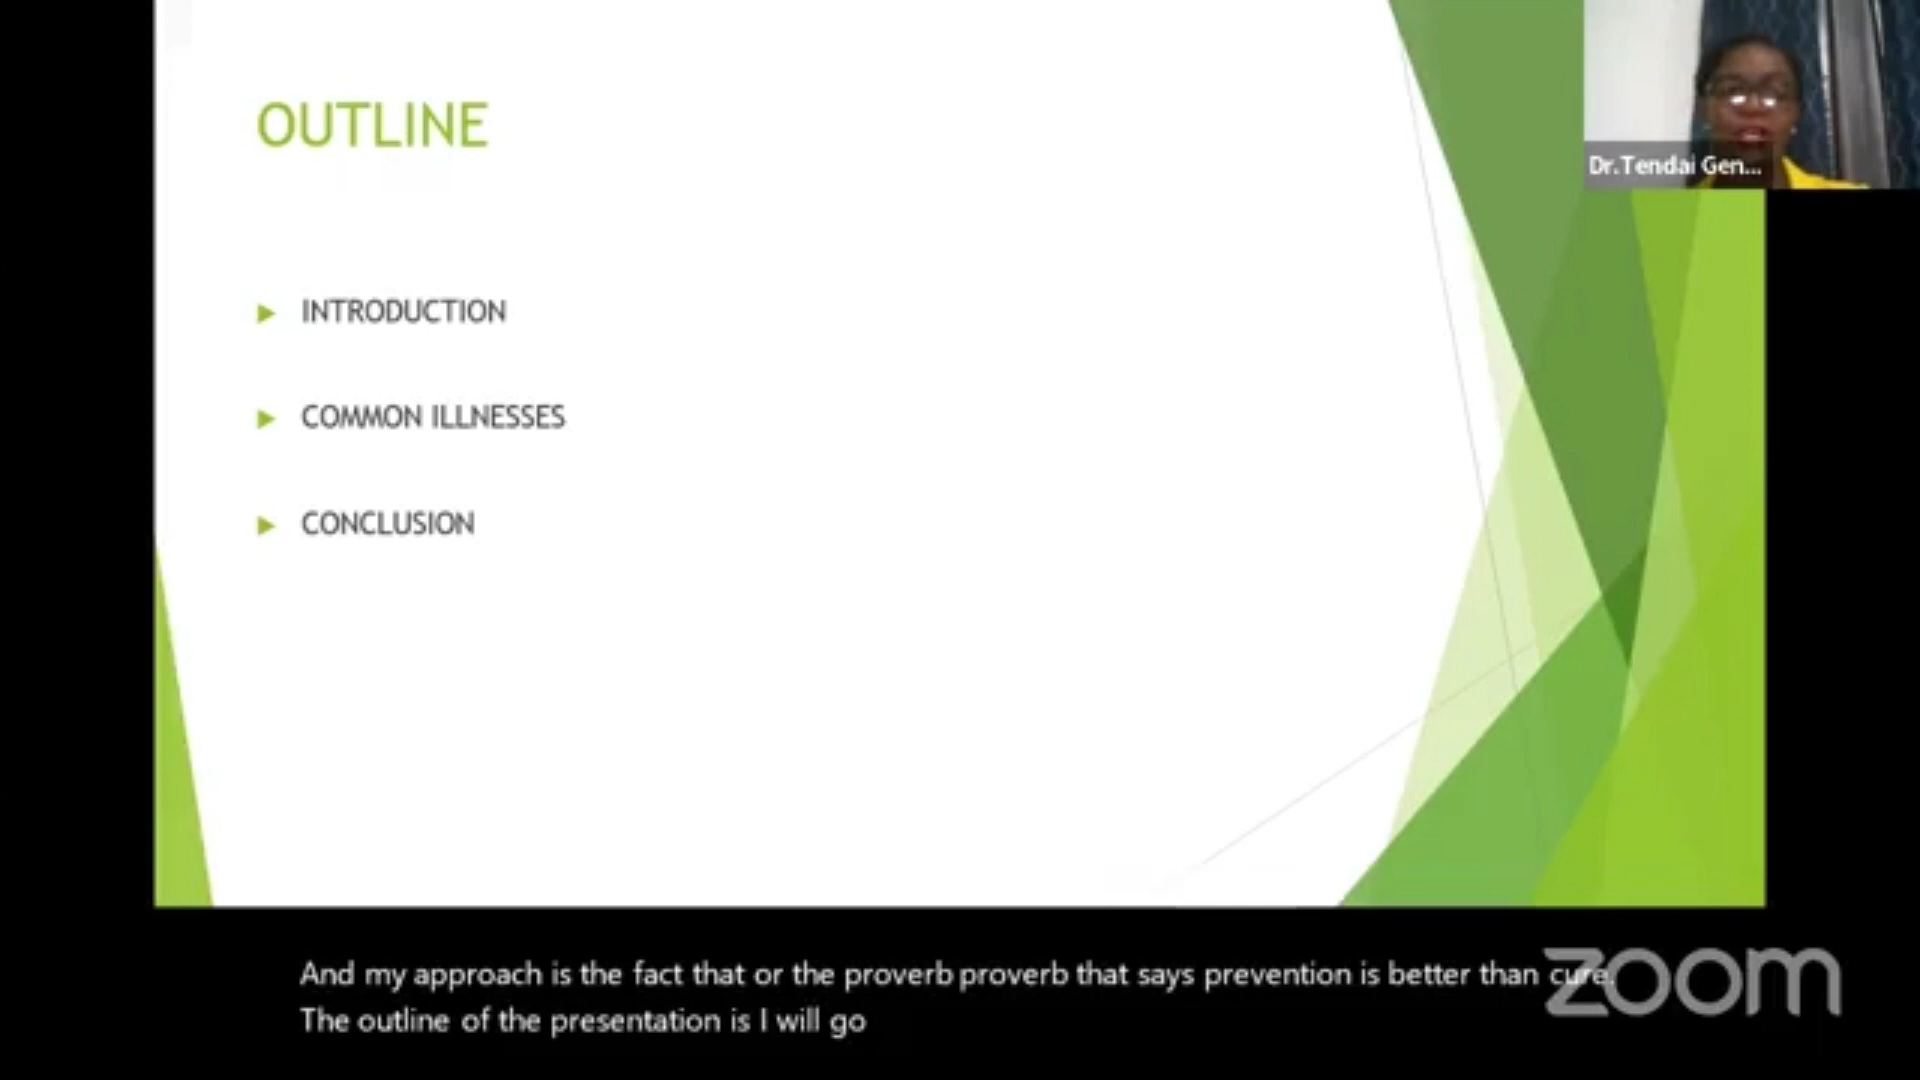 OUTLINE
Dr.Tendai Gen...
INTRODUCTION
COMMON ILLNESSES
CONCLUSION
And my approach is the fact that or the proverb proverb that says prevention is better than cure.
The outline of the presentation is I will go
zoom